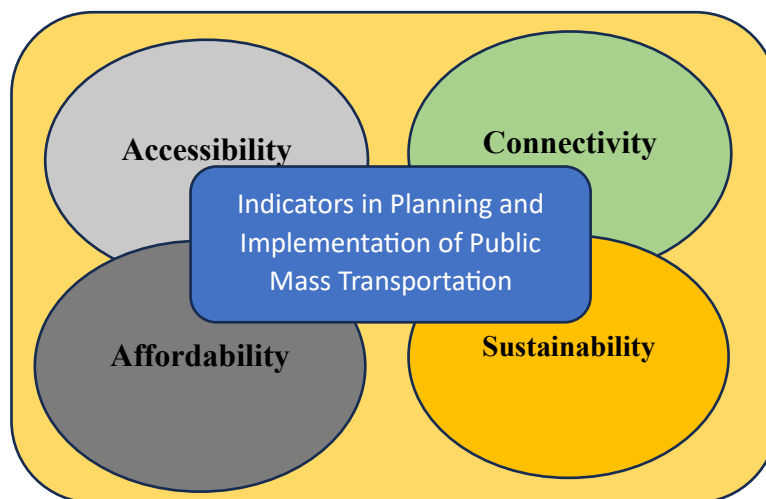 Accessibility
Connectivity
Indicators in Planning and
Implementation of Public
Mass Transportation
Affordability
Sustainability